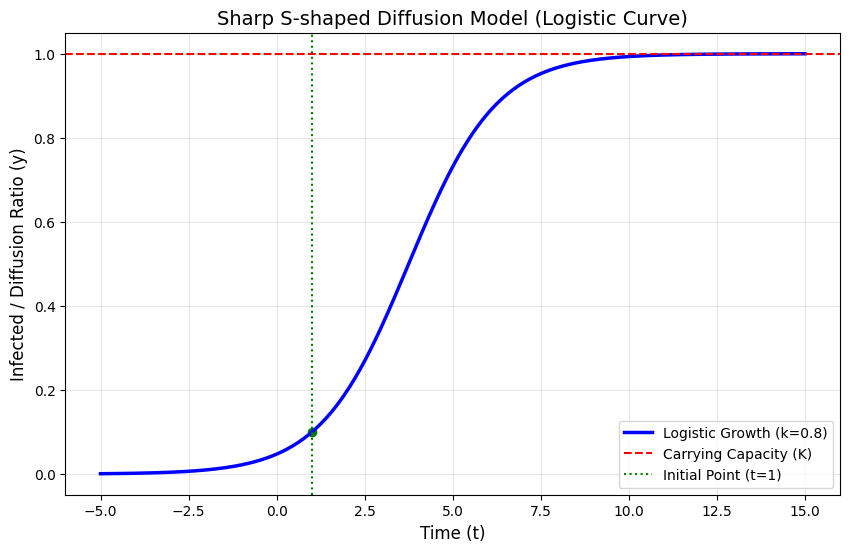 Sharp S-shaped Diffusion Model (Logistic Curve)
Infected / Diffusion Ratio (y)
1.0
0.8
0.6
0.4
0.2
0.0
Logistic Growth (k=0.8)
Carrying Capacity (K)
Initial Point (t=1)
−5.0 −2.5 0.0 2.5 5.0 7.5 10.0 12.5 15.0
Time (t)